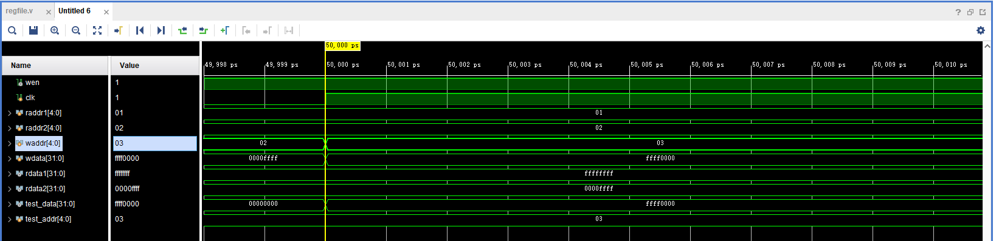 regfile.v
Untitled 6
50,000 ps
Name Value
49,998 ps 49,999 ps 50,000 ps 50,001 ps 50,002 ps 50,003 ps 50,004 ps 50,005 ps 50,006 ps 50,007 ps 50,008 ps 50,009 ps 50,010 ps
wen 1
clk 1
raddr1[4:0] 01 01
raddr2[4:0] 02 02
waddr[4:0] 03 02 03
wdata[31:0] ffff0000 0000ffff ffff0000
rdata1[31:0] ffffffff ffffffff
rdata2[31:0] 0000ffff 0000ffff
test_data[31:0] ffff0000 00000000 ffff0000
test_addr[4:0] 03 03